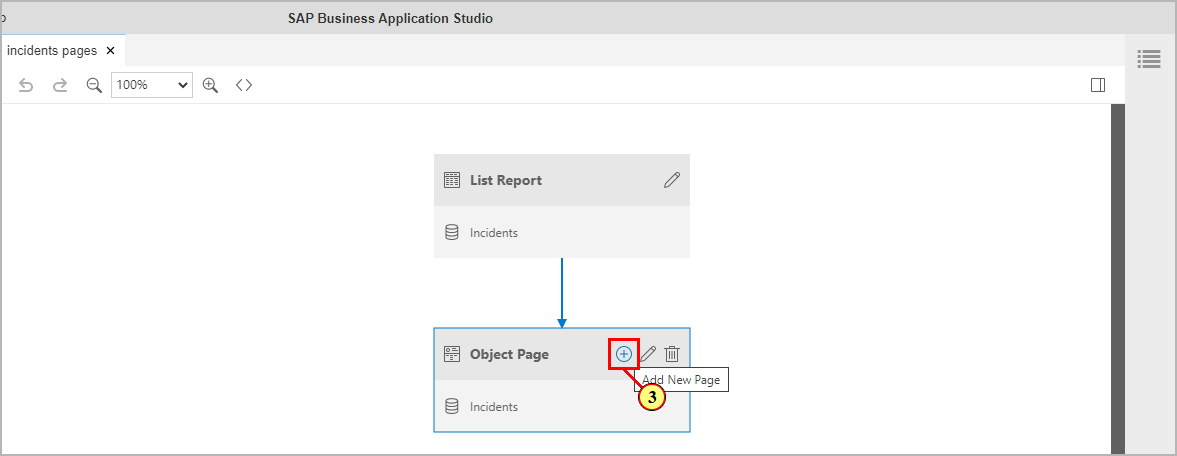 SAP Business Application Studio
incidents pages
100%
List Report
Incidents
Object Page
Add New Page
3
Incidents